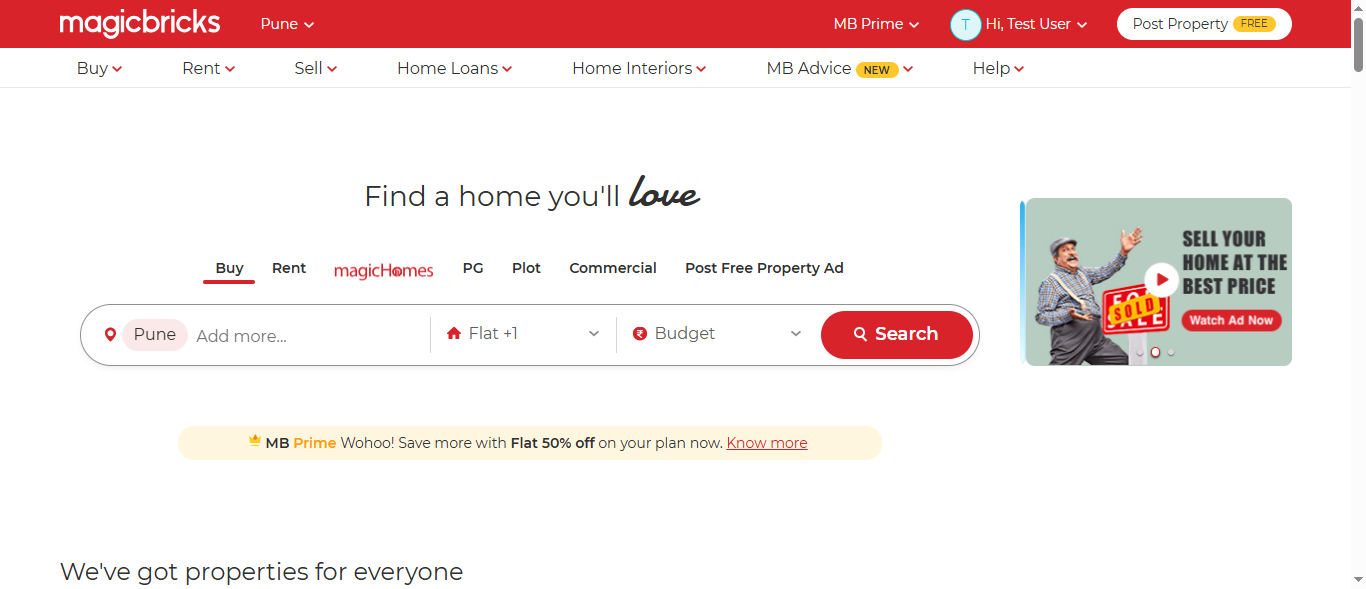 magicbricks Pune MB Prime T Hi, Test User Post Property FREE
Buy Rent Sell Home Loans Home Interiors MB Advice NEW Help
Find a home you'll love
Buy Rent magicHomes PG Plot Commercial Post Free Property Ad
Pune Add more... Flat +1 Budget Search
SELL YOUR
HOME AT THE
BEST PRICE
FOR SALE
SOLD
Watch Ad Now
MB Prime Wohoo! Save more with Flat 50% off on your plan now. Know more
We've got properties for everyone